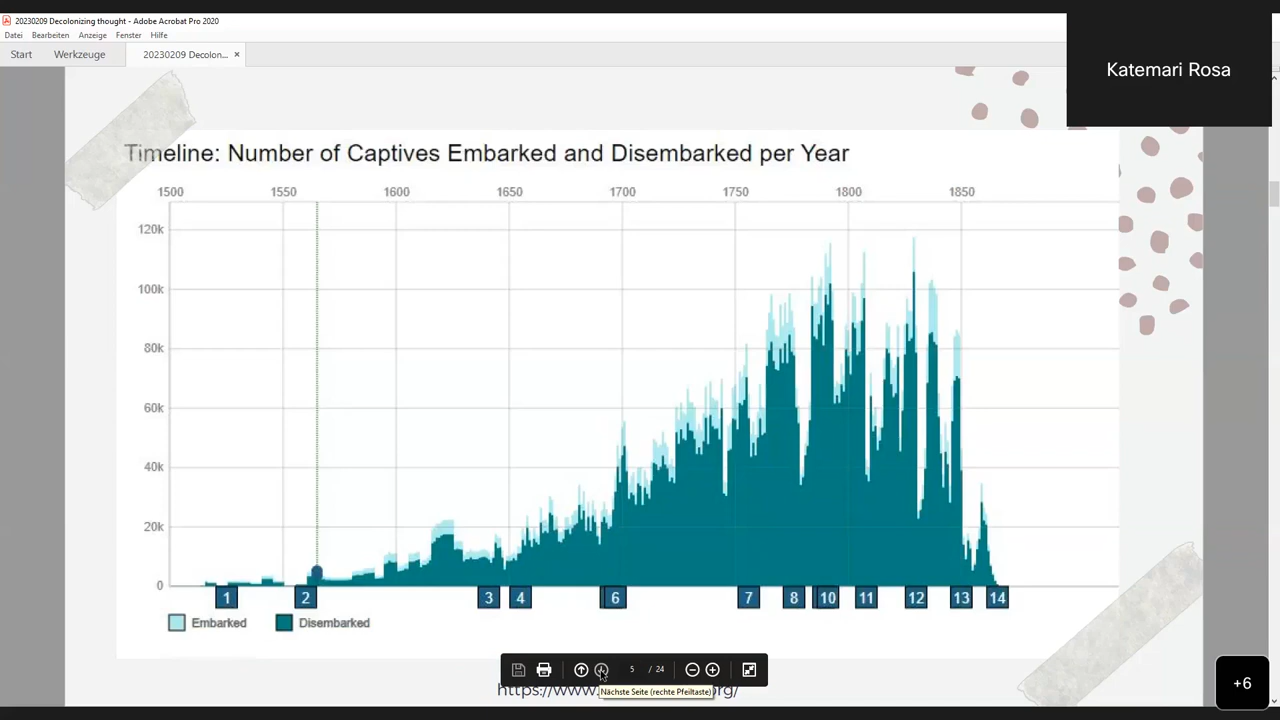 20230209 Decolonizing thought - Adobe Acrobat Pro 2020
Datei Bearbeiten Anzeige Fenster Hilfe
Start Werkzeuge 20230209 Decolon... ×
Katemari Rosa
Timeline: Number of Captives Embarked and Disembarked per Year
1500 1550 1600 1650 1700 1750 1800 1850
120k
100k
80k
60k
40k
20k
0
1 2 3 4 6 7 8 10 11 12 13 14
Embarked Disembarked
5 / 24
https://www. rg/
Nächste Seite (rechte Pfeiltaste)
+6